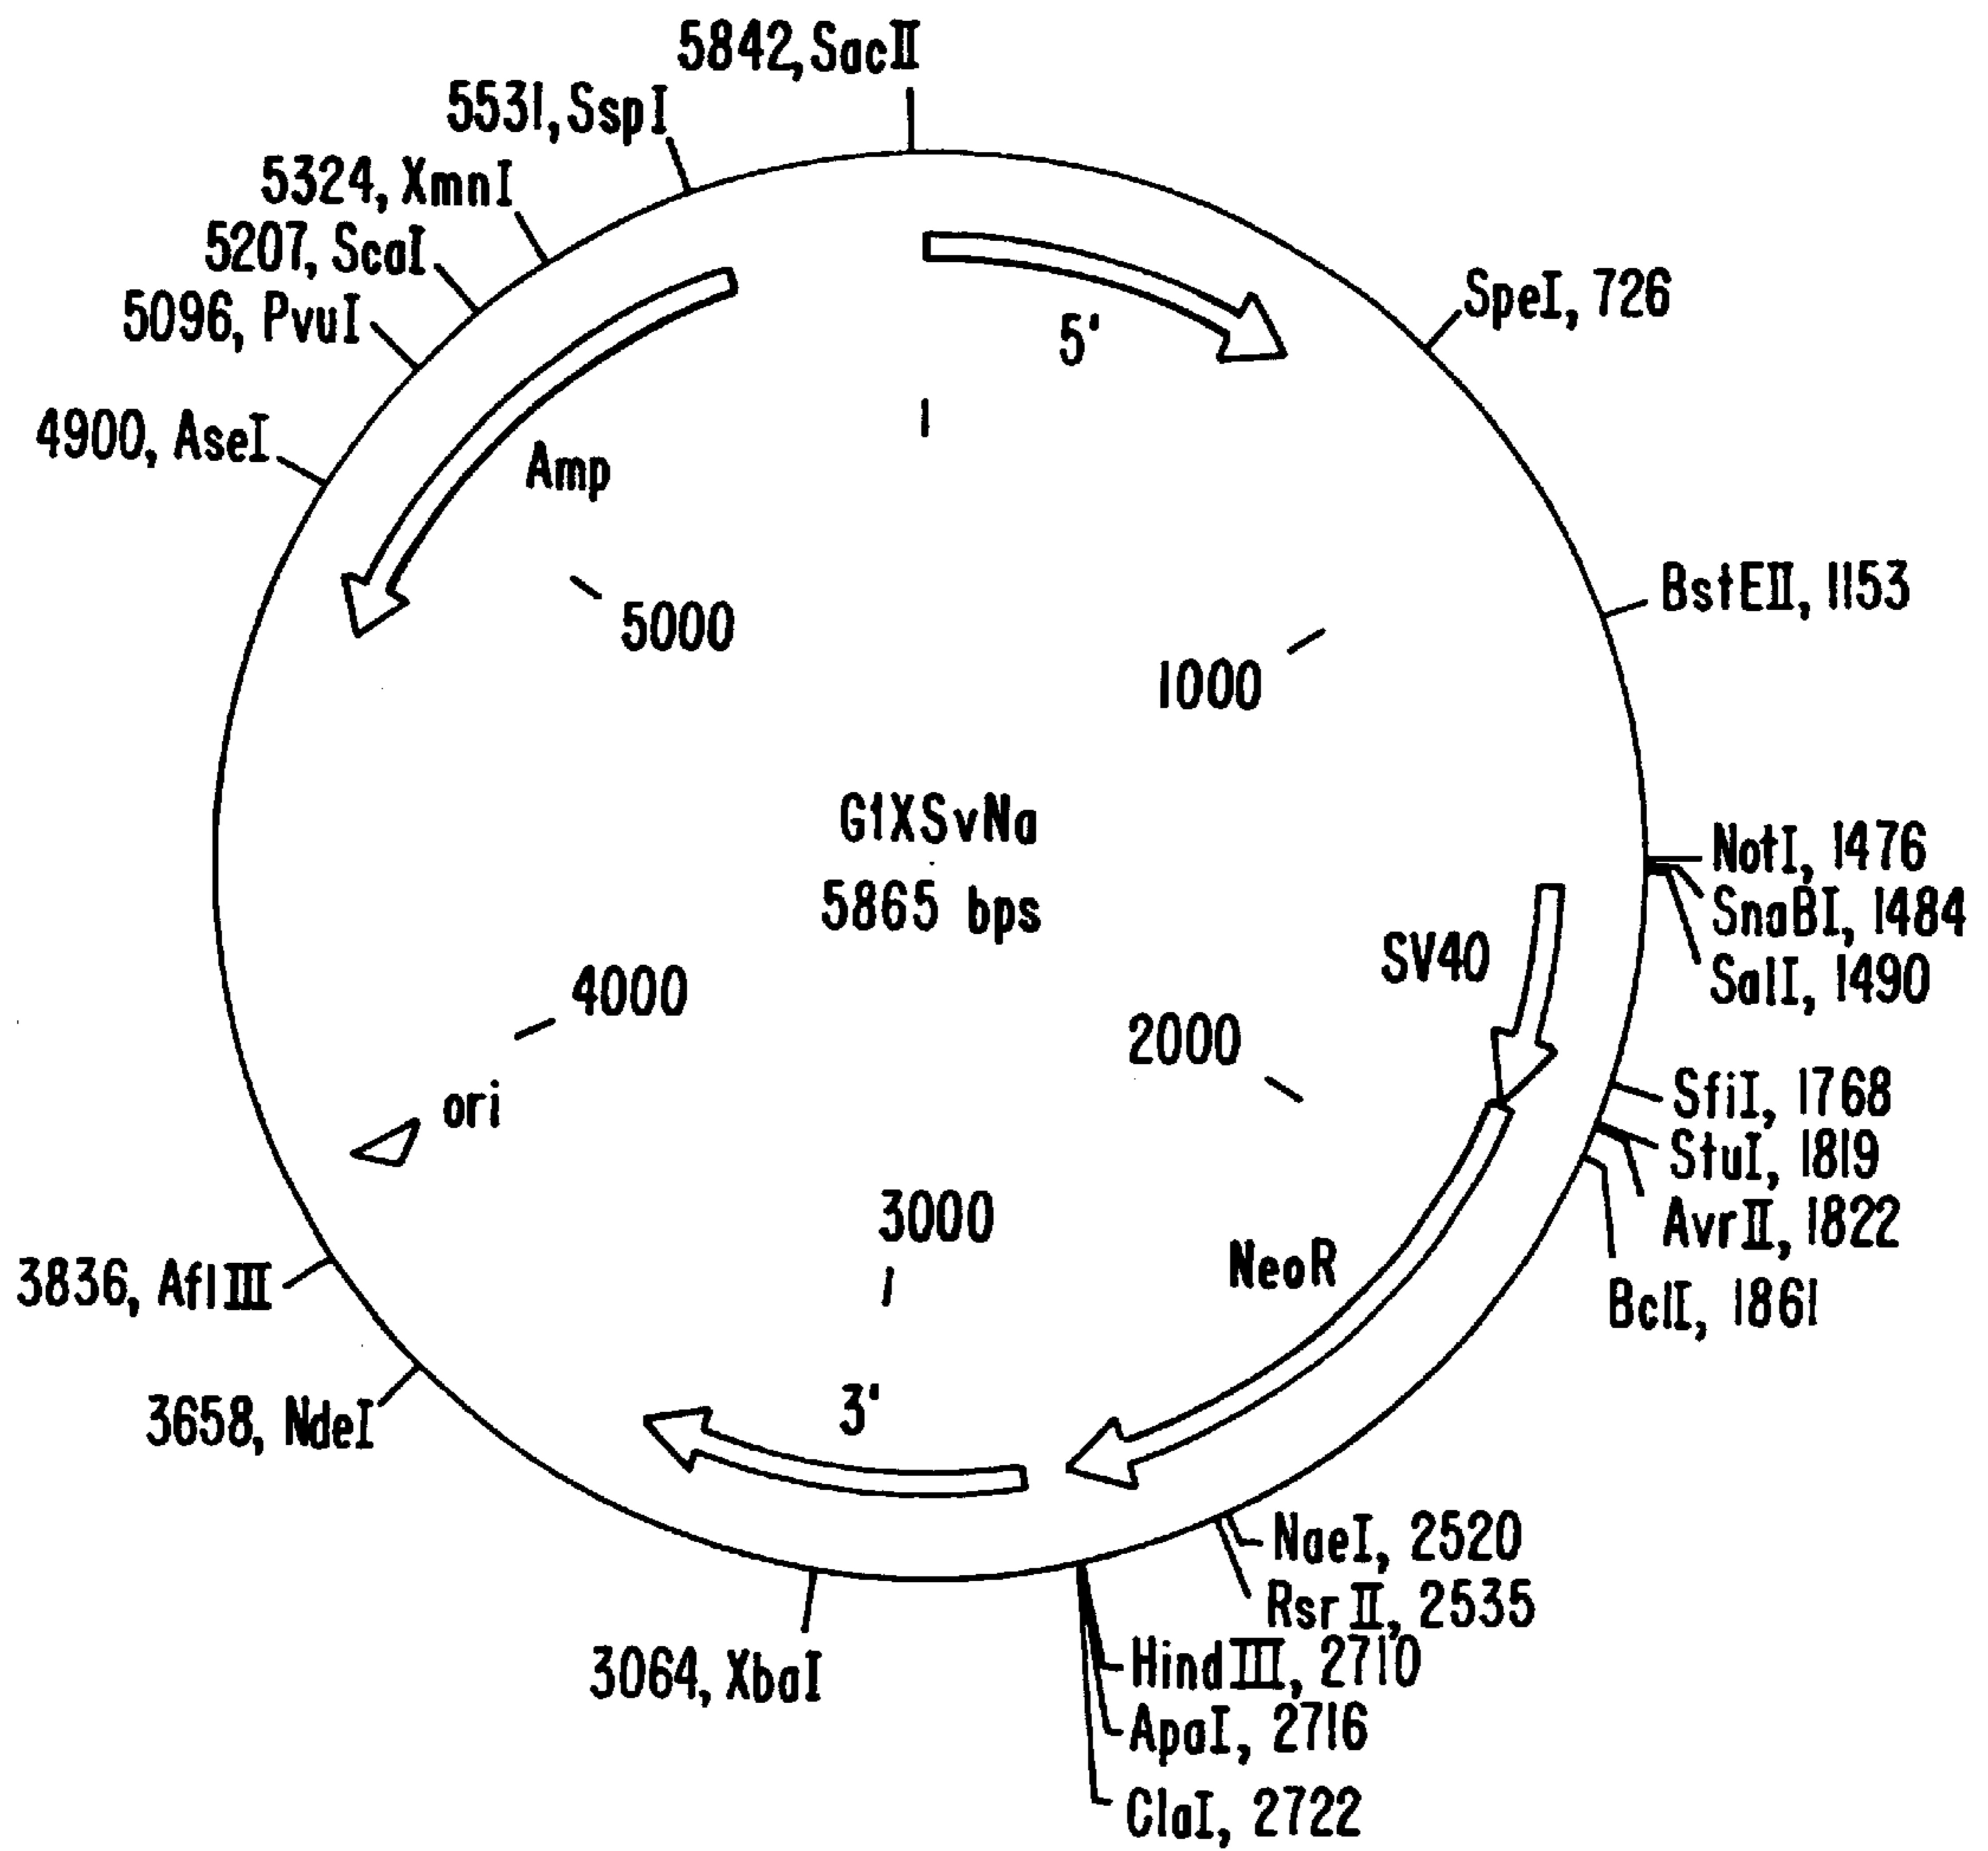 5842, SacII
5531, SspI
5324, XmnI
5207, ScaI
5096, PvuI
4900, AseI
SpeI, 726
5'
1
Amp
5000
BstEII, 1153
1000
G1XSvNa
5865 bps
NotI, 1476
SnaBI, 1484
SalI, 1490
SV40
4000
2000
ori
SfiI, 1768
StuI, 1819
AvrII, 1822
BclI, 1861
3000
NeoR
3836, AflIII
3658, NdeI
3'
NaeI, 2520
RsrII, 2535
3064, XbaI
HindIII, 2710
ApaI, 2716
ClaI, 2722